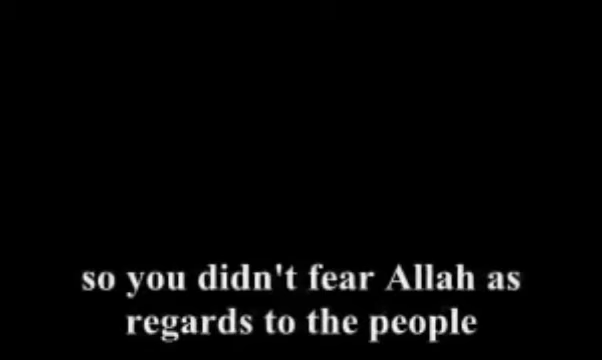 so you didn't fear Allah as
regards to the people